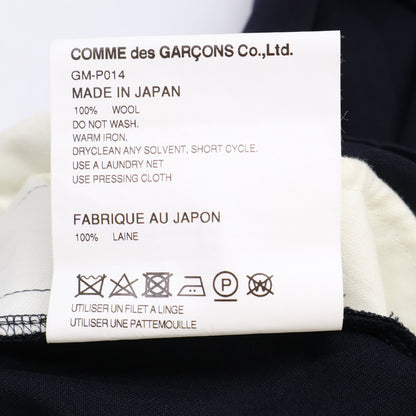 COMME des GARÇONS Co.,Ltd.
GM-P014
MADE IN JAPAN
100% WOOL
DO NOT WASH.
WARM IRON.
DRYCLEAN ANY SOLVENT, SHORT CYCLE.
USE A LAUNDRY NET
USE PRESSING CLOTH
FABRIQUE AU JAPON
100% LAINE
P W
UTILISER UN FILET A LINGE
UTILISER UNE PATTEMOUILLE